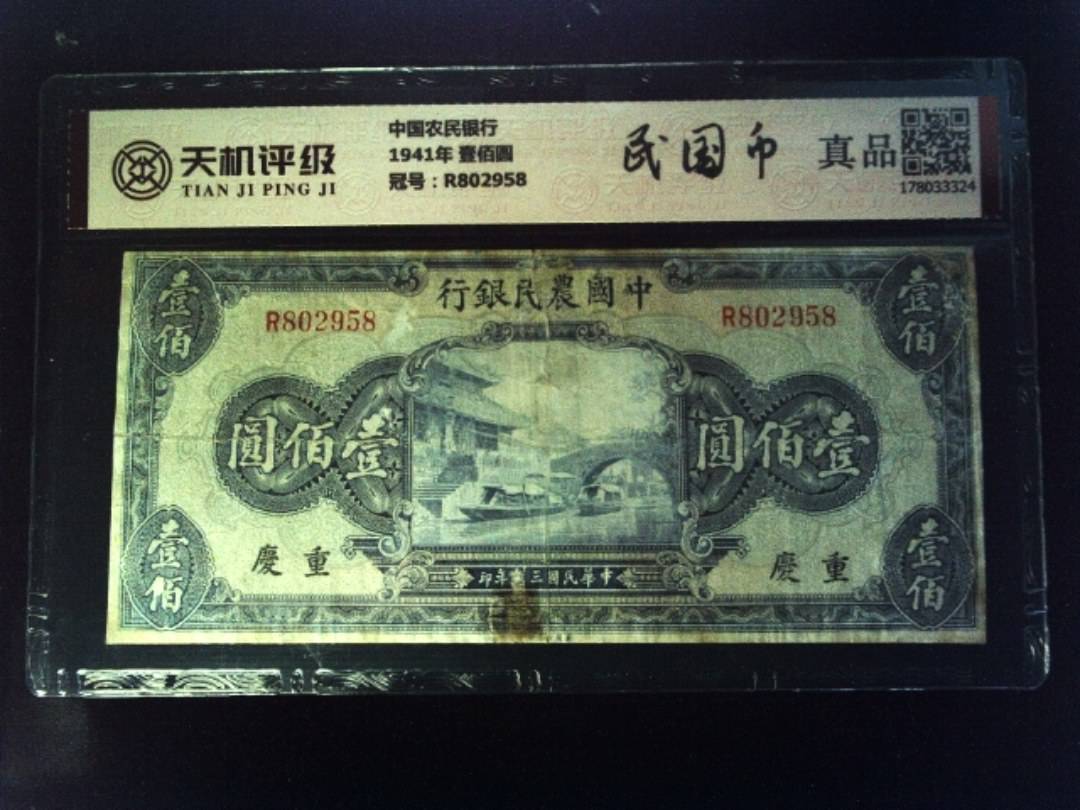 天机评级
TIAN JI PING JI
中国农民银行
1941年 壹佰圆
冠号：R802958
民国币
真品
178033324
中國農民銀行
壹佰
壹佰
R802958
R802958
壹佰圓
壹佰圓
重慶
重慶
壹佰
壹佰
中華民國三 年印